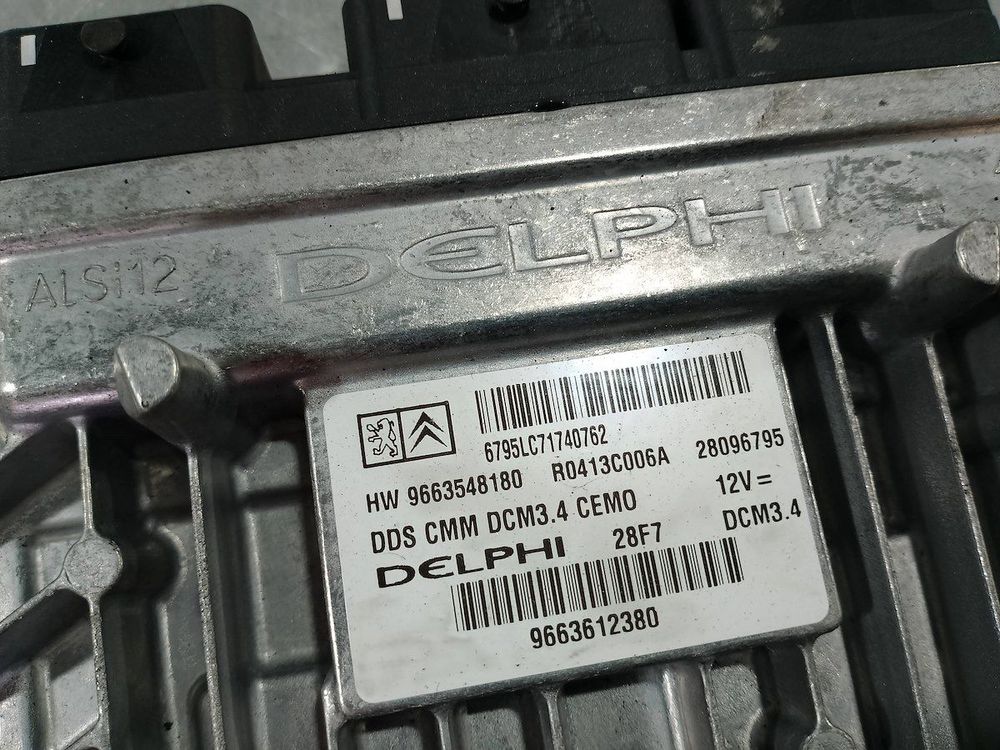 ALSi12
DELPHI
6795LC71740762
HW 9663548180 R0413C006A 28096795
DDS CMM DCM3.4 CEMO 12V=
DELPHI 28F7 DCM3.4
9663612380